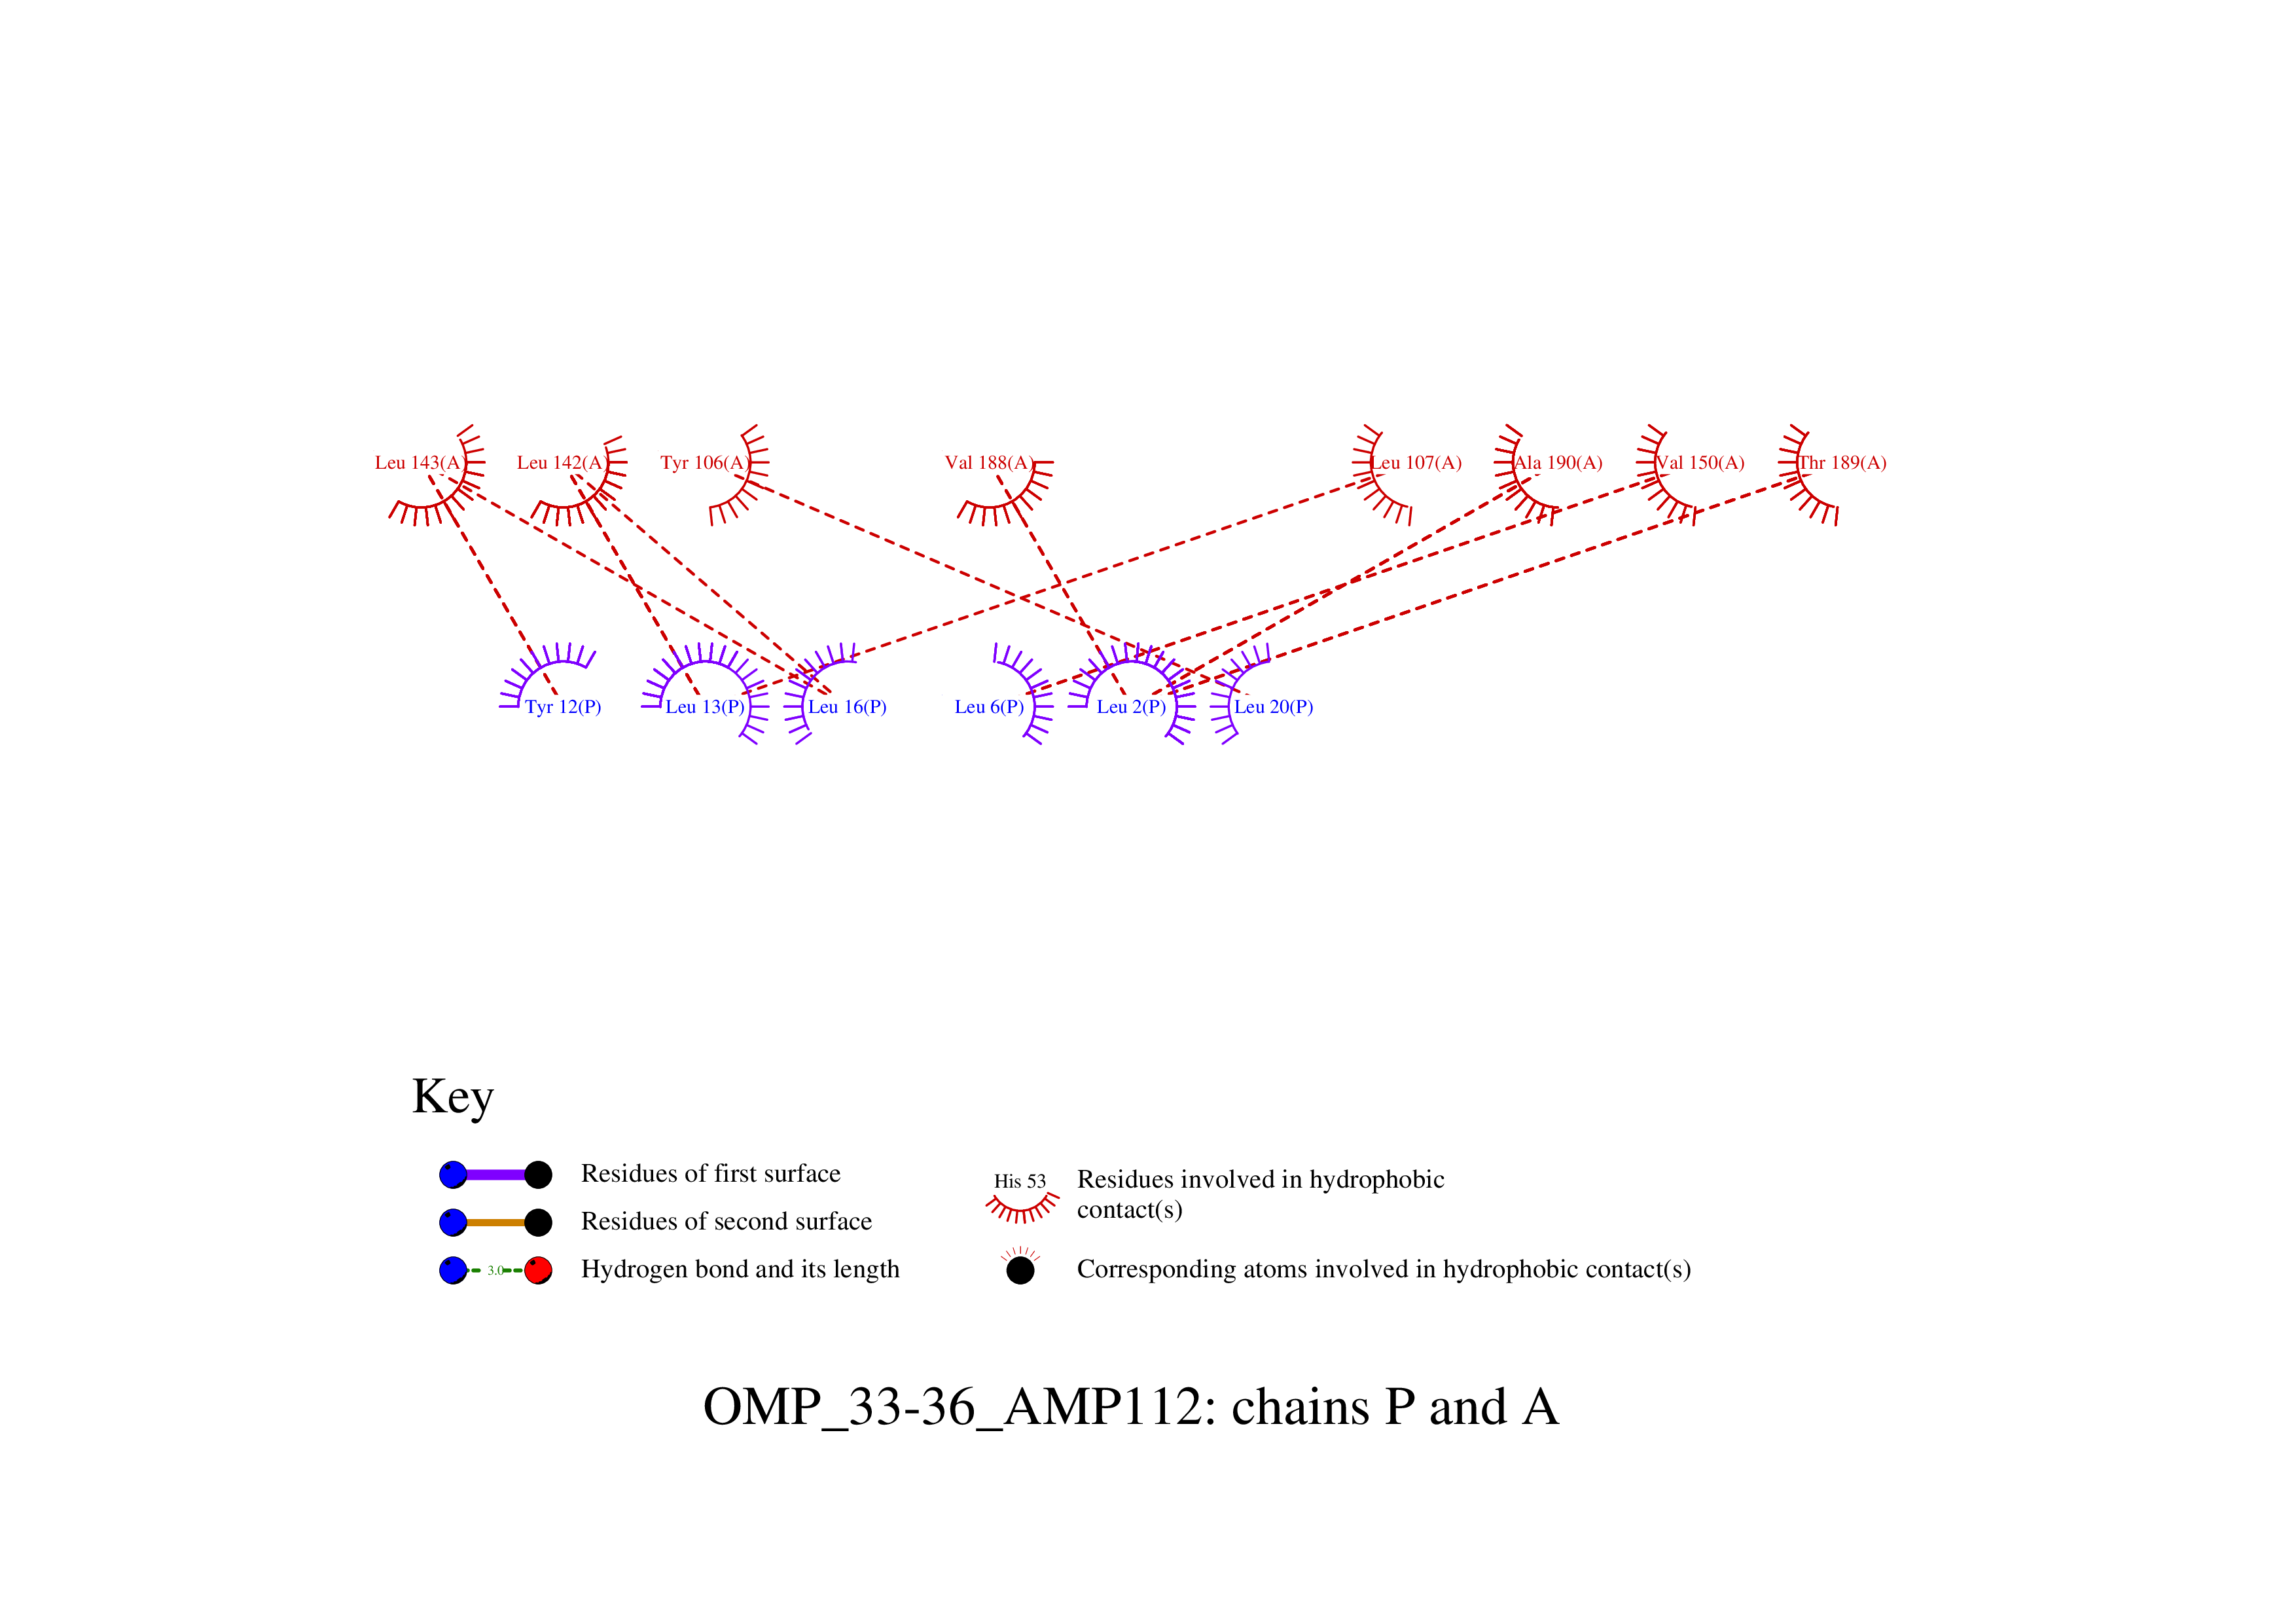 Leu 143(A) Leu 142(A) Tyr 106(A) Val 188(A) Leu 107(A) Ala 190(A) Val 150(A) Thr 189(A)
Tyr 12(P) Leu 13(P) Leu 16(P) Leu 6(P) Leu 2(P) Leu 20(P)
Key
Residues of first surface
Residues of second surface
3.0 Hydrogen bond and its length
His 53 Residues involved in hydrophobic
contact(s)
Corresponding atoms involved in hydrophobic contact(s)
OMP_33-36_AMP112: chains P and A